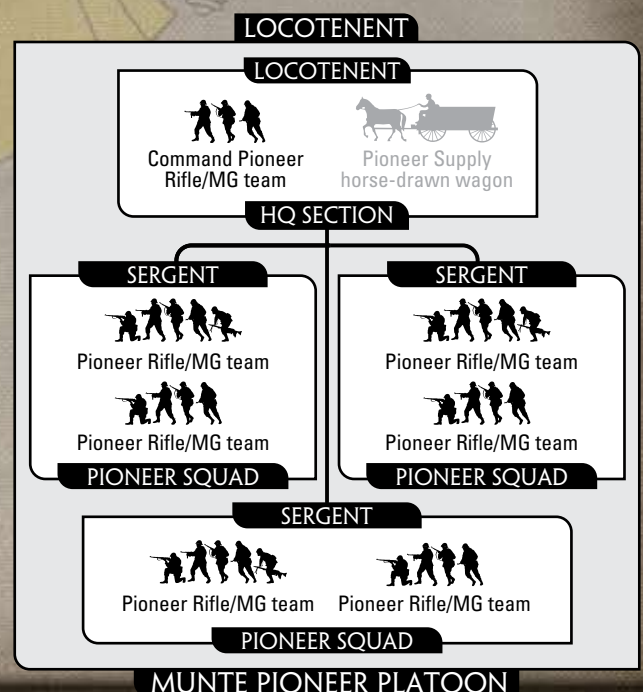 LOCOTENENT
LOCOTENENT
Command Pioneer
Rifle/MG team
Pioneer Supply
horse-drawn wagon
HQ SECTION
SERGENT
Pioneer Rifle/MG team
Pioneer Rifle/MG team
PIONEER SQUAD
SERGENT
Pioneer Rifle/MG team
Pioneer Rifle/MG team
PIONEER SQUAD
SERGENT
Pioneer Rifle/MG team
Pioneer Rifle/MG team
PIONEER SQUAD
MUNTE PIONEER PLATOON